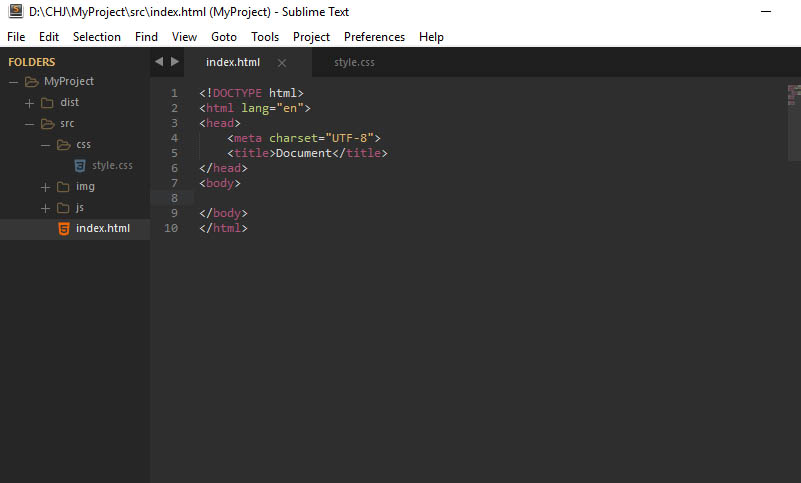 D:\CHJ\MyProject\src\index.html (MyProject) - Sublime Text
File Edit Selection Find View Goto Tools Project Preferences Help
FOLDERS
MyProject
dist
src
css
style.css
img
js
index.html
index.html style.css
1 <!DOCTYPE html>
2 <html lang="en">
3 <head>
4     <meta charset="UTF-8">
5     <title>Document</title>
6 </head>
7 <body>
8
9 </body>
10 </html>